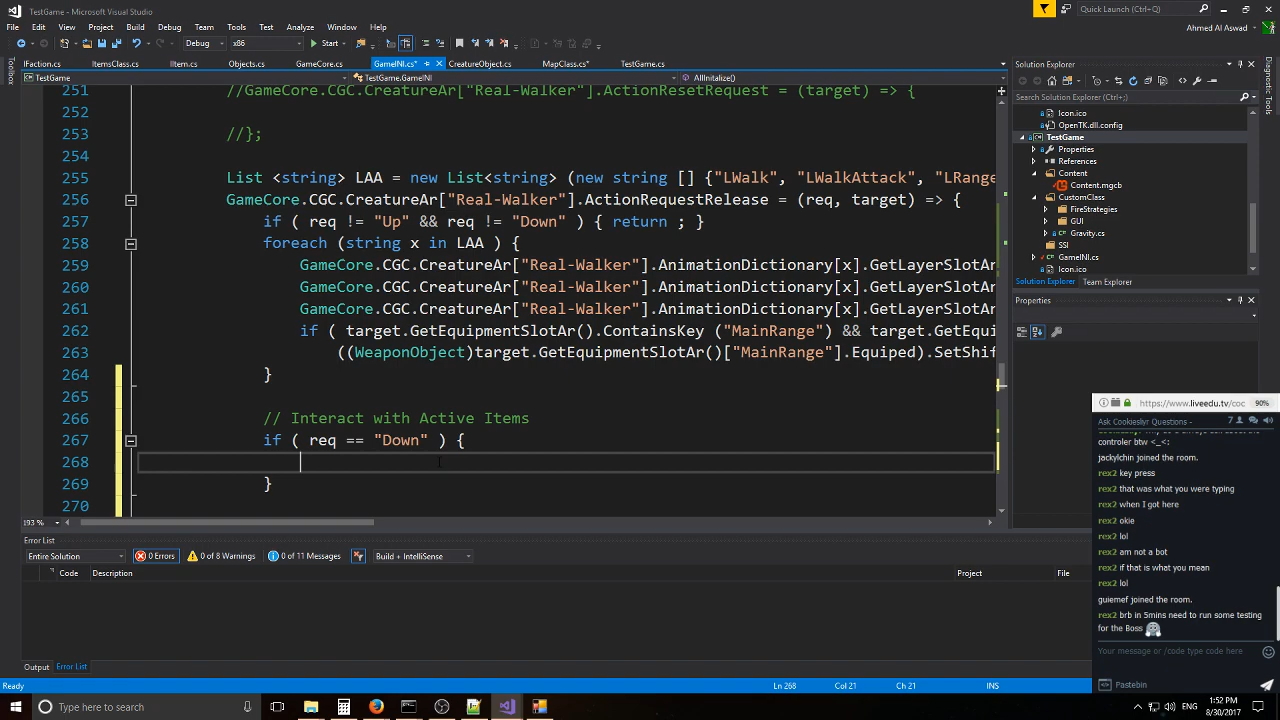 TestGame - Microsoft Visual Studio
Quick Launch (Ctrl+Q)
File Edit View Project Build Debug Team Tools Test Analyze Window Help
Ahmed Al Aswad
Debug x86 Start
IFaction.cs ItemsClass.cs IItem.cs Objects.cs GameCore.cs GameINI.cs* CreatureObject.cs MapClass.cs* TestGame.cs
TestGame TestGame.GameINI AllInitalize()
251 //GameCore.CGC.CreatureAr["Real-Walker"].ActionResetRequest = (target) => {
252
253 //};
254
255 List <string> LAA = new List<string> (new string [] {"LWalk", "LWalkAttack", "LRange
256 GameCore.CGC.CreatureAr["Real-Walker"].ActionRequestRelease = (req, target) => {
257 if ( req != "Up" && req != "Down" ) { return ; }
258 foreach (string x in LAA ) {
259 GameCore.CGC.CreatureAr["Real-Walker"].AnimationDictionary[x].GetLayerSlotAr
260 GameCore.CGC.CreatureAr["Real-Walker"].AnimationDictionary[x].GetLayerSlotAr
261 GameCore.CGC.CreatureAr["Real-Walker"].AnimationDictionary[x].GetLayerSlotAr
262 if ( target.GetEquipmentSlotAr().ContainsKey ("MainRange") && target.GetEqui
263 ((WeaponObject)target.GetEquipmentSlotAr()["MainRange"].Equiped).SetShif
264 }
265
266 // Interact with Active Items
267 if ( req == "Down" ) {
268
269 }
270
193 %
Error List
Entire Solution 0 Errors 0 of 8 Warnings 0 of 11 Messages Build + IntelliSense
Code Description Project File
Output Error List
Ready Ln 268 Col 21 Ch 21 INS
Toolbox
Diagnostic Tools
Solution Explorer
Search Solution Explorer (Ctrl+;)
Icon.ico
OpenTK.dll.config
TestGame
Properties
References
Content
Content.mgcb
CustomClass
FireStrategies
GUI
Gravity.cs
SSI
GameINI.cs
Icon.ico
Solution Explorer Team Explorer
Properties
https://www.liveedu.tv/coc 90%
Ask Cookiesliyr Questions - 7
controler btw <_<:
jackylchin joined the room.
rex2 key press
rex2 that was what you were typing
rex2 when I got here
rex2 okie
rex2 lol
rex2 am not a bot
rex2 if that is what you mean
rex2 lol
guiemef joined the room.
rex2 brb in 5mins need to run some testing
for the Boss
Your message or /code type code here
Pastebin
Type here to search
ENG
1:52 PM
8/30/2017